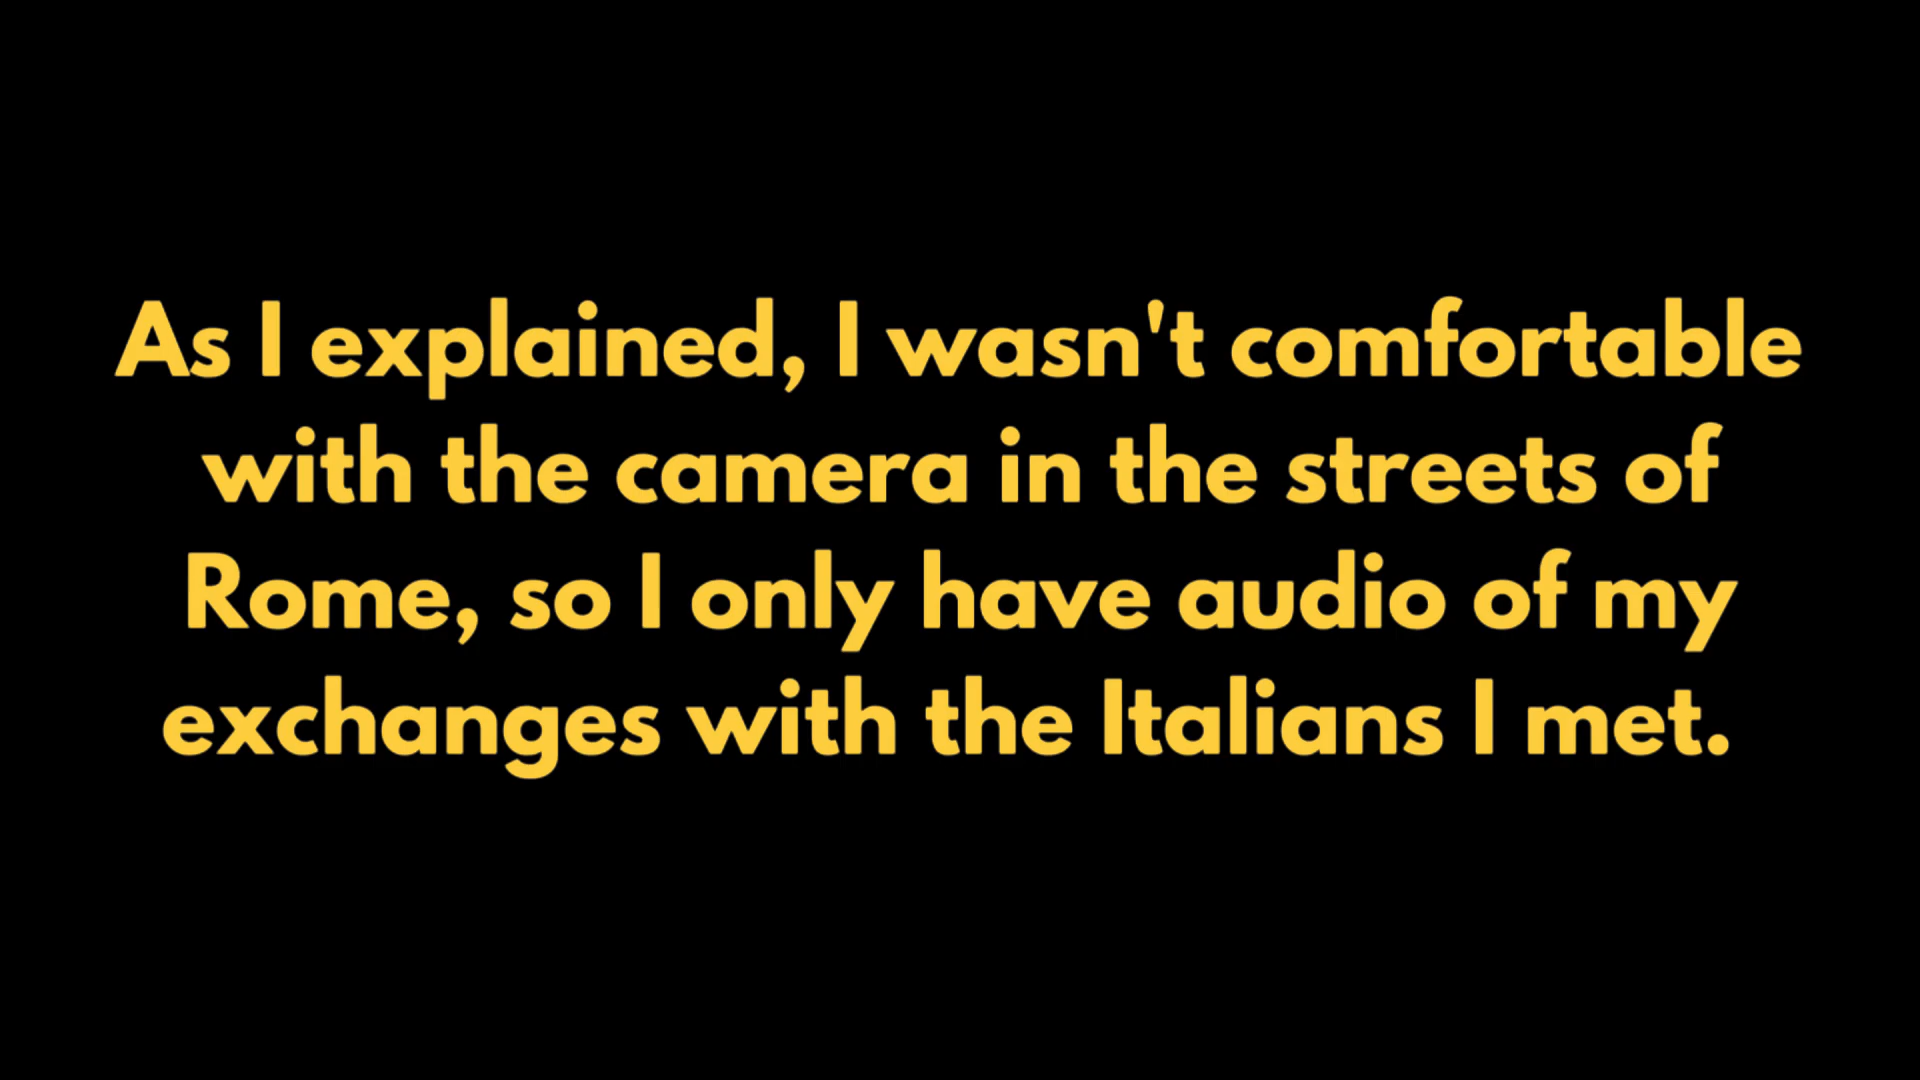 As I explained, I wasn't comfortable
with the camera in the streets of
Rome, so I only have audio of my
exchanges with the Italians I met.